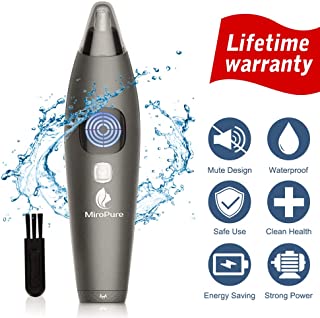 Lifetime
warranty
MiroPure
Mute Design
Waterproof
Safe Use
Clean Health
Energy Saving
Strong Power